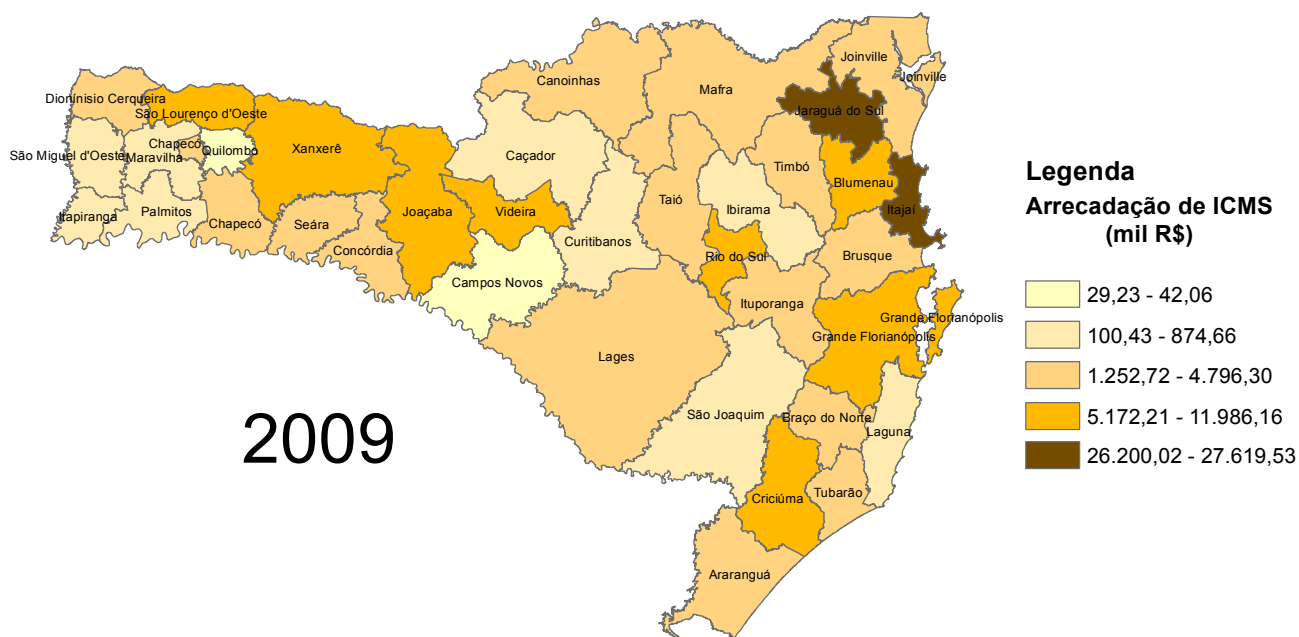 Joinville
Joinville
Canoinhas
Mafra
Dionísio Cerqueira
São Lourenço d'Oeste
Jaraguá do Sul
Chapecó
Quilombo
Xanxerê
São Miguel d'Oeste
Maravilha
Caçador
Timbó
Blumenau
Itapiranga
Palmitos
Chapecó
Seára
Joaçaba
Videira
Taió
Ibirama
Itajaí
Concórdia
Curitibanos
Rio do Sul
Brusque
Campos Novos
Ituporanga
Grande Florianópolis
Grande Florianópolis
Lages
São Joaquim
Braço do Norte
Laguna
Criciúma
Tubarão
Araranguá
2009
Legenda
Arrecadação de ICMS
(mil R$)
29,23 - 42,06
100,43 - 874,66
1.252,72 - 4.796,30
5.172,21 - 11.986,16
26.200,02 - 27.619,53